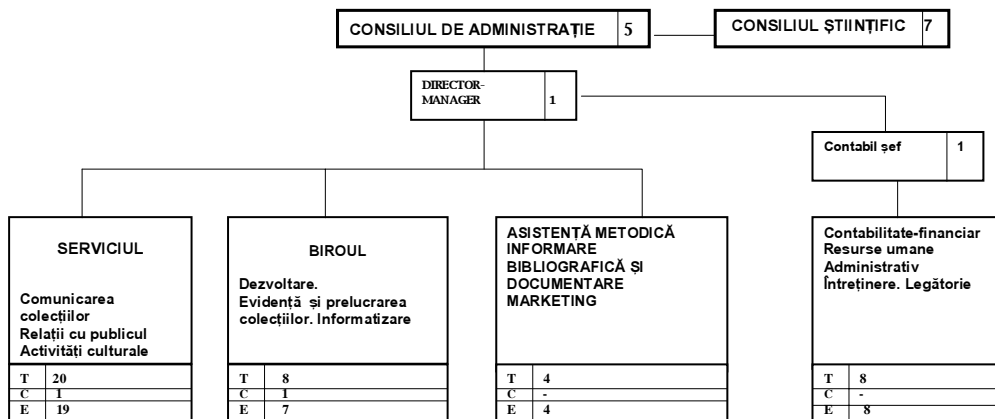 CONSILIUL DE ADMINISTRAȚIE 5
CONSILIUL ȘTIINȚIFIC 7
DIRECTOR-
MANAGER 1
Contabil șef 1
SERVICIUL
Comunicarea
colecțiilor
Relații cu publicul
Activități culturale
T 20
C 1
E 19
BIROUL
Dezvoltare.
Evidență și prelucrarea
colecțiilor. Informatizare
T 8
C 1
E 7
ASISTENȚĂ METODICĂ
INFORMARE
BIBLIOGRAFICĂ ȘI
DOCUMENTARE
MARKETING
T 4
C -
E 4
Contabilitate-financiar
Resurse umane
Administrativ
Întreținere. Legătorie
T 8
C -
E 8